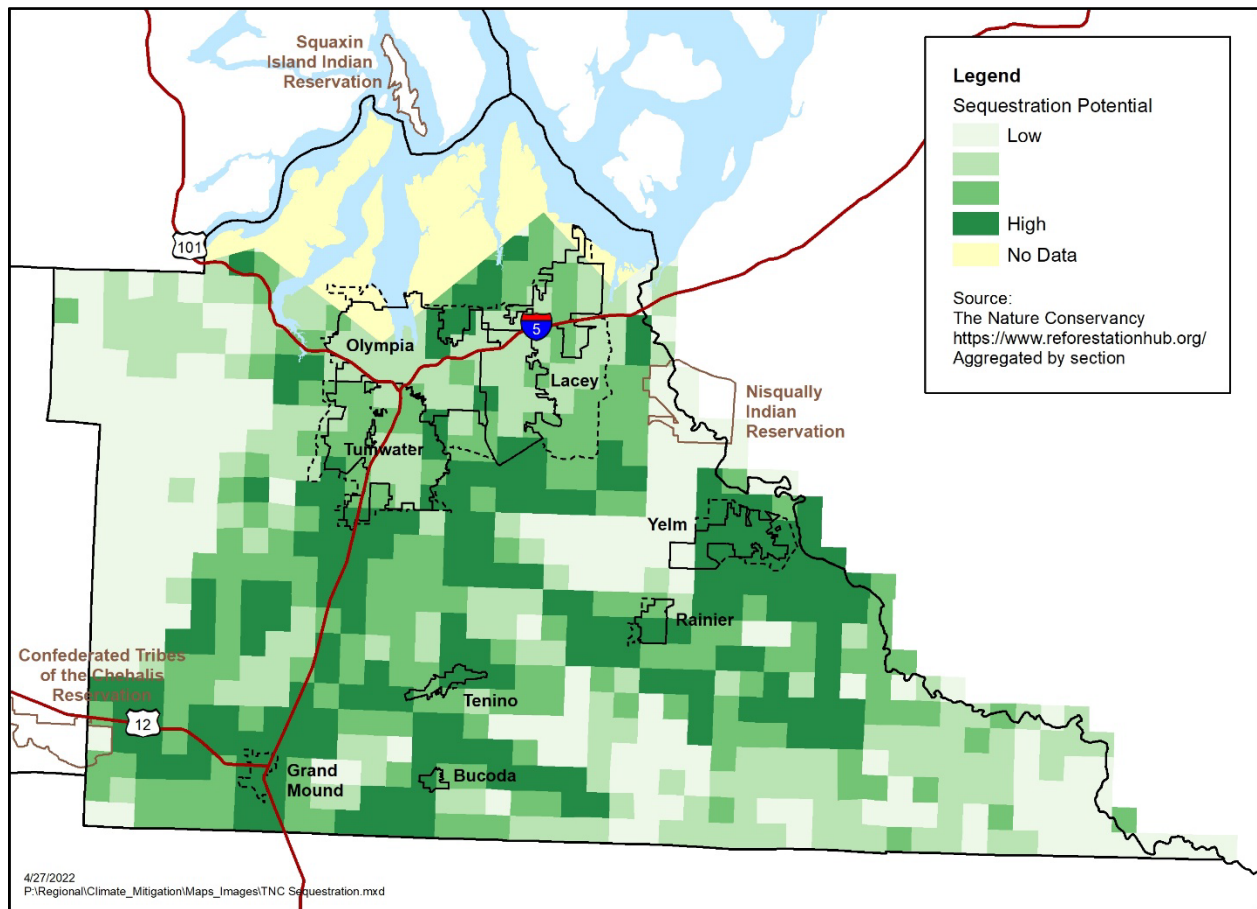 Squaxin
Island Indian
Reservation
Legend
Sequestration Potential
Low
High
No Data
Source:
The Nature Conservancy
https://www.reforestationhub.org/
Aggregated by section
101
5
Olympia
Lacey
Nisqually
Indian
Reservation
Tumwater
Yelm
Rainier
Confederated Tribes
of the Chehalis
Reservation
Tenino
12
Grand
Mound
Bucoda
4/27/2022
P:\Regional\Climate_Mitigation\Maps_Images\TNC Sequestration.mxd